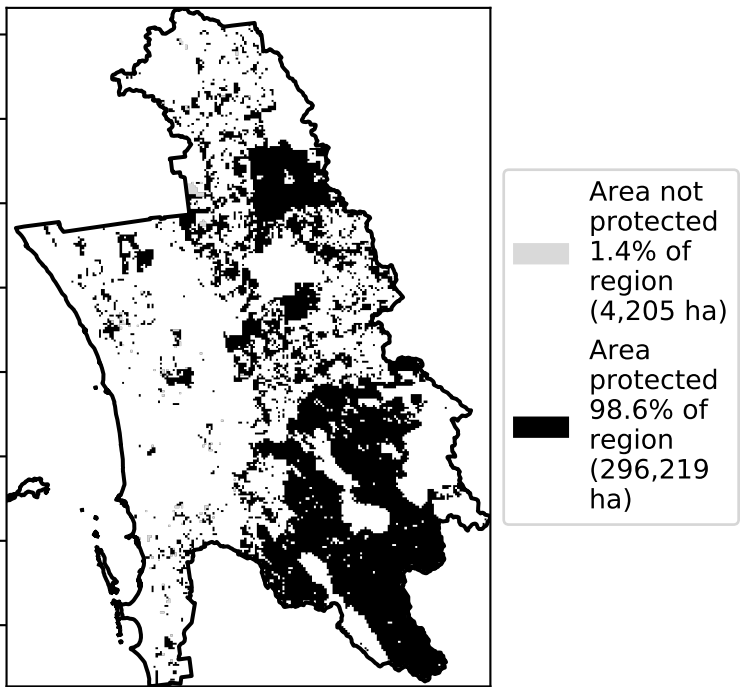 Area not
protected
1.4% of
region
(4,205 ha)
Area
protected
98.6% of
region
(296,219
ha)